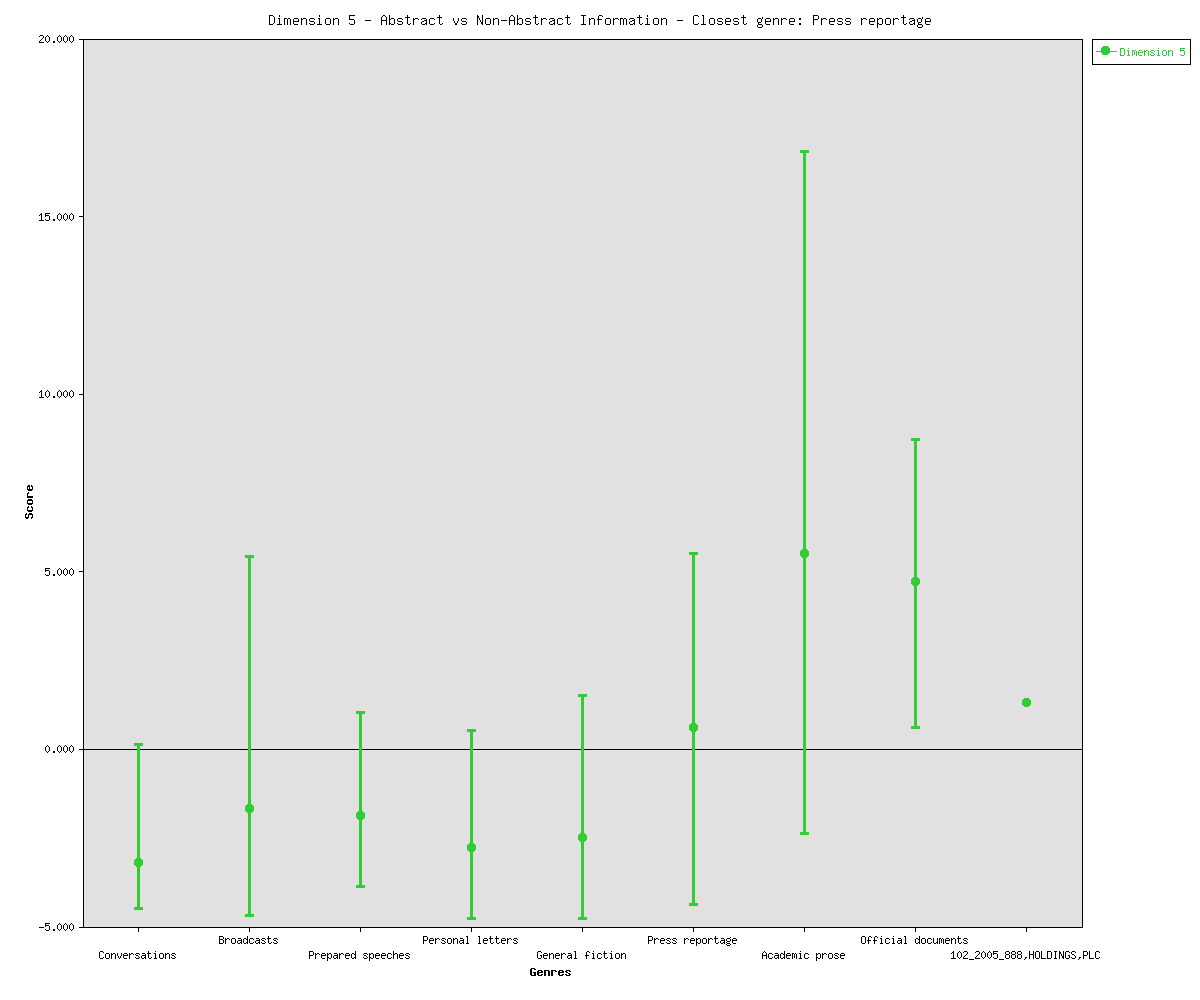 Dimension 5 - Abstract vs Non-Abstract Information - Closest genre: Press reportage
20.000
15.000
10.000
5.000
0.000
-5.000
Score
Dimension 5
Broadcasts
Personal letters
Press reportage
Official documents
Conversations
Prepared speeches
General fiction
Academic prose
102_2005_888,HOLDINGS,PLC
Genres